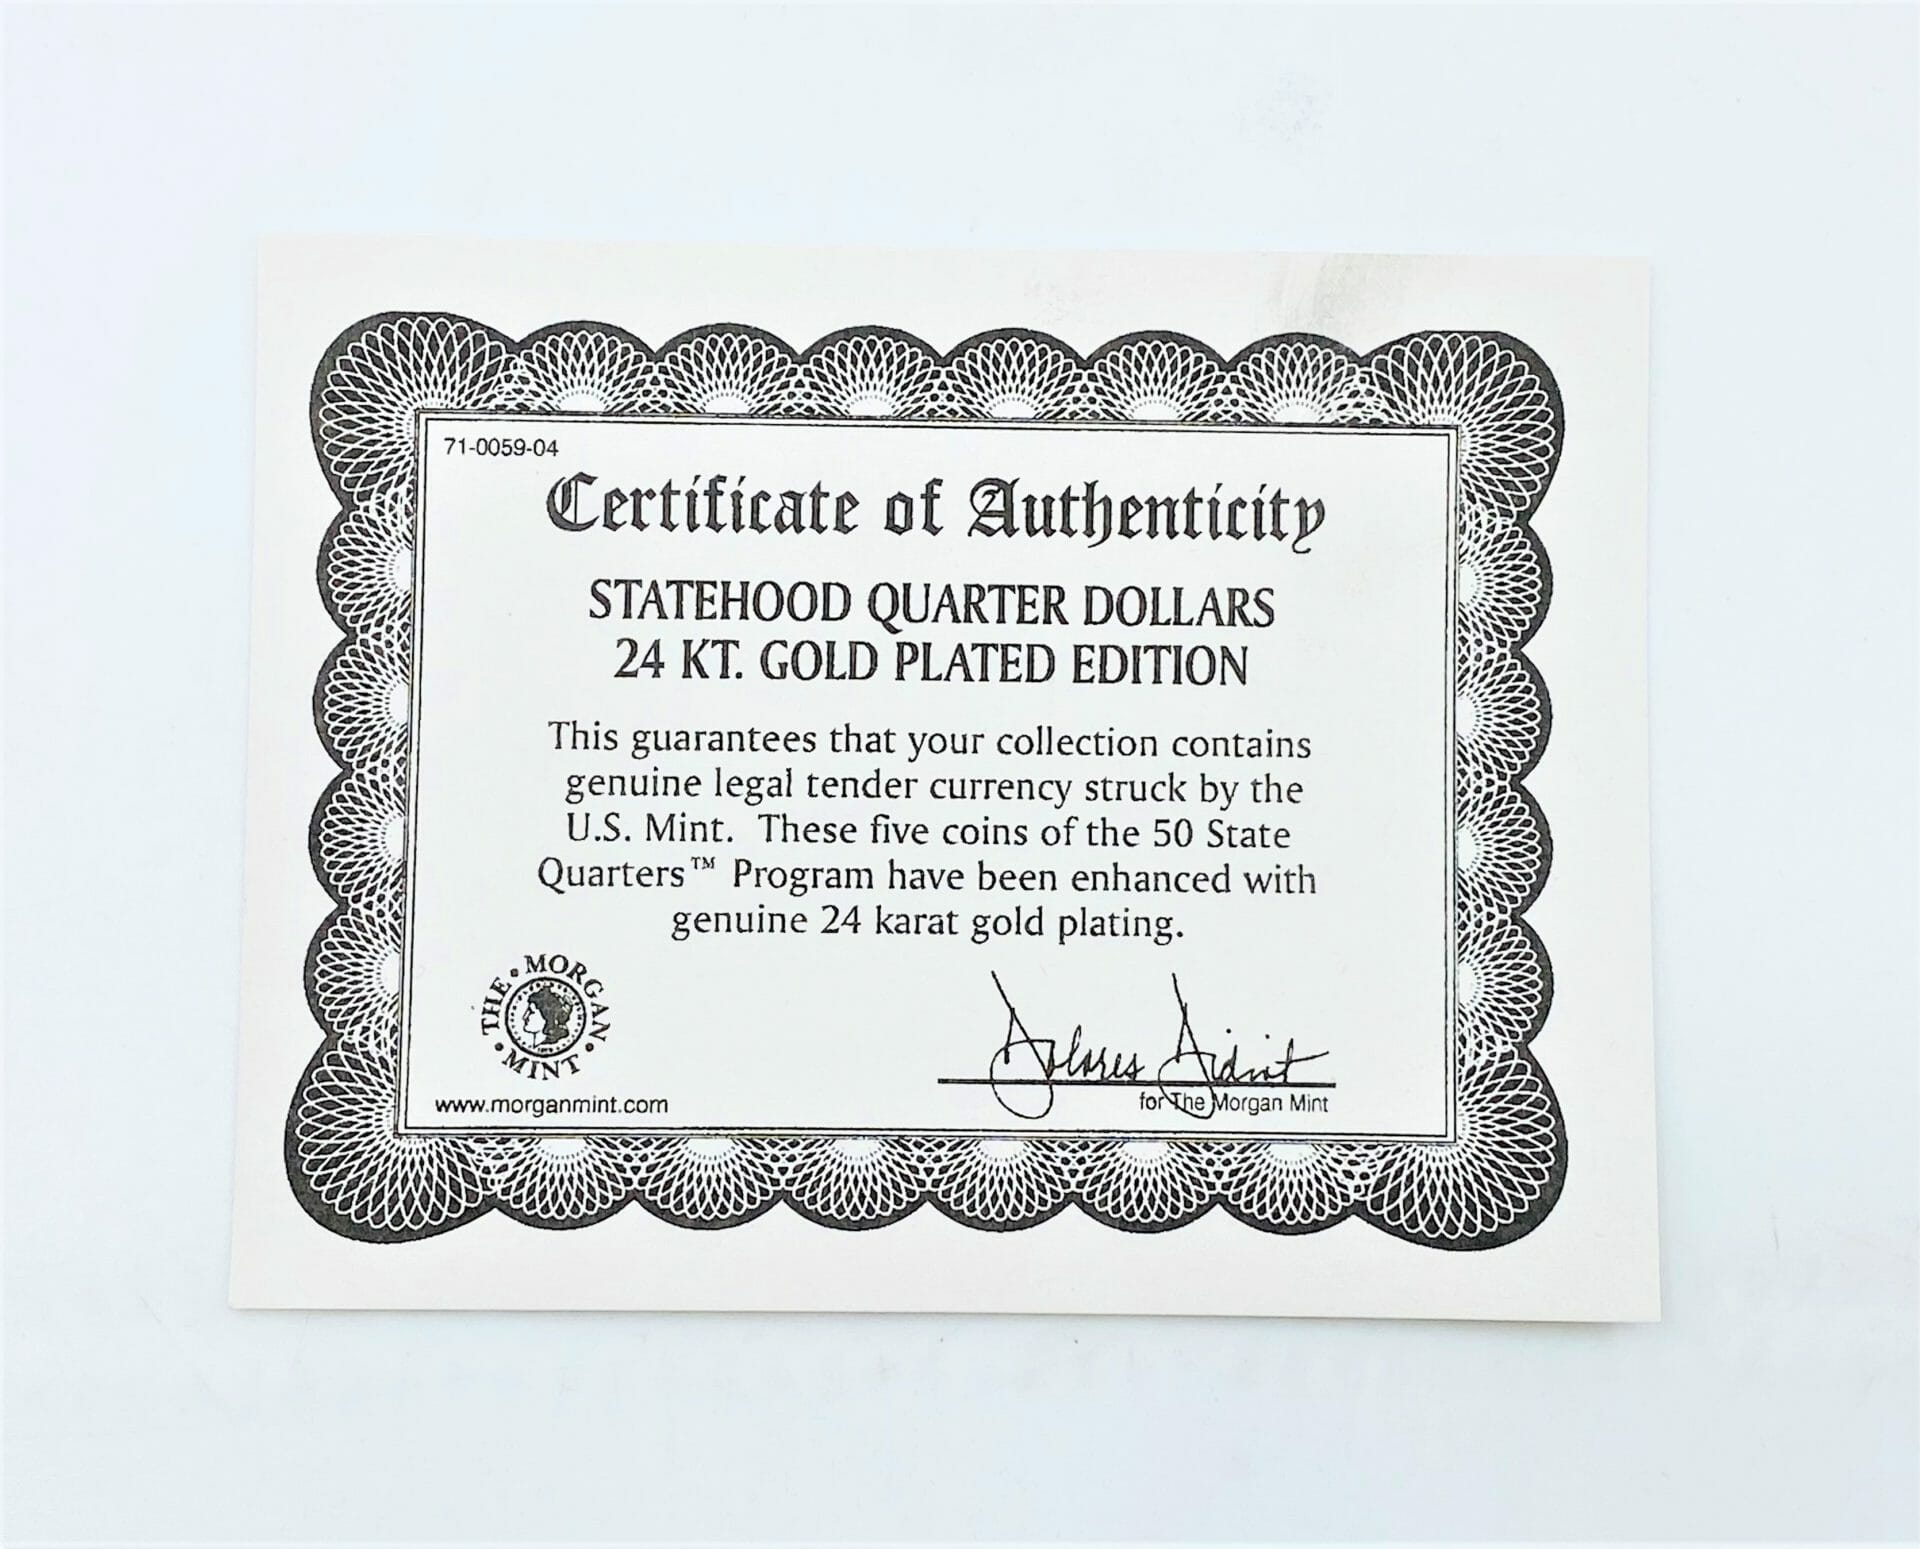 71-0059-04
Certificate of Authenticity
STATEHOOD QUARTER DOLLARS
24 KT. GOLD PLATED EDITION
This guarantees that your collection contains
genuine legal tender currency struck by the
U.S. Mint. These five coins of the 50 State
Quarters™ Program have been enhanced with
genuine 24 karat gold plating.
THE • MORGAN • MINT •
Dolores
www.morganmint.com
for The Morgan Mint